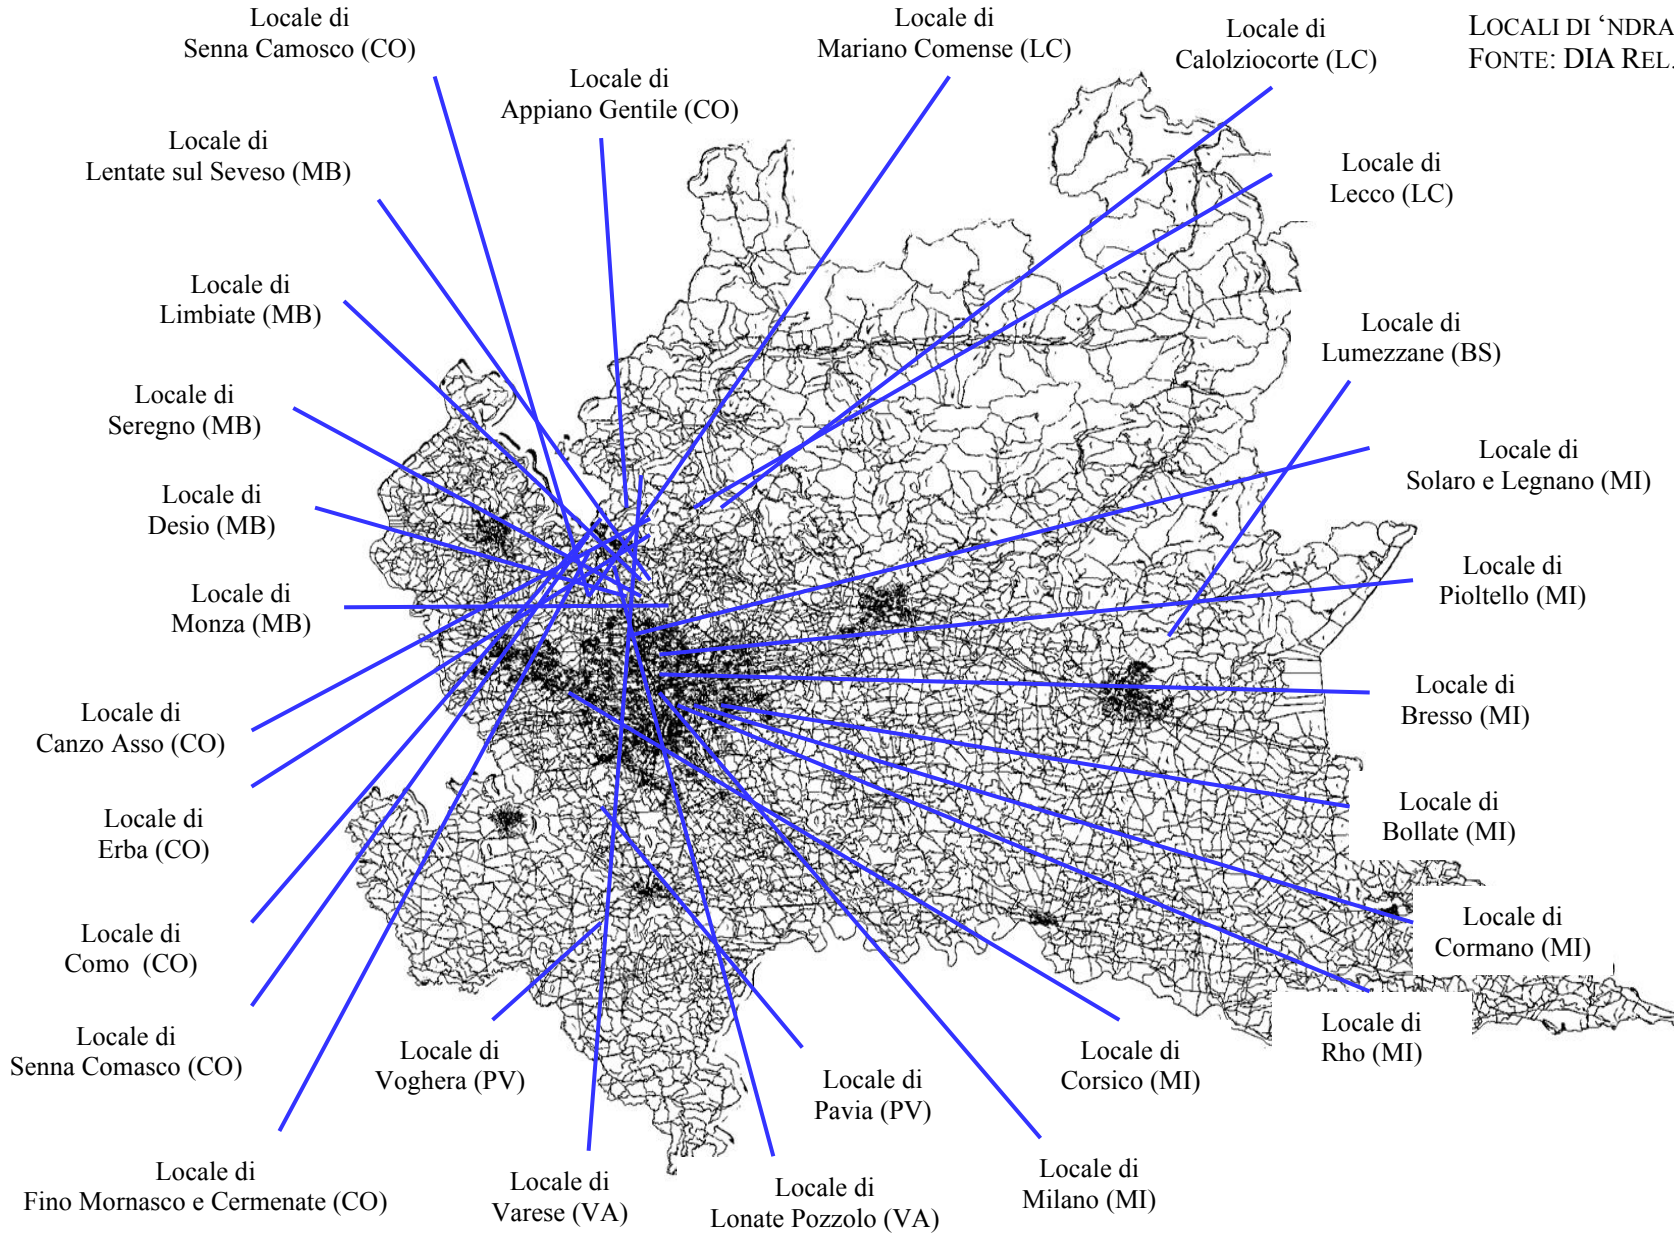 Locale di
Senna Camosco (CO)
Locale di
Mariano Comense (LC)
Locale di
Calolziocorte (LC)
LOCALI DI ‘NDRA
FONTE: DIA REL.
Locale di
Appiano Gentile (CO)
Locale di
Lentate sul Seveso (MB)
Locale di
Lecco (LC)
Locale di
Limbiate (MB)
Locale di
Lumezzane (BS)
Locale di
Seregno (MB)
Locale di
Solaro e Legnano (MI)
Locale di
Desio (MB)
Locale di
Pioltello (MI)
Locale di
Monza (MB)
Locale di
Bresso (MI)
Locale di
Canzo Asso (CO)
Locale di
Bollate (MI)
Locale di
Erba (CO)
Locale di
Cormano (MI)
Locale di
Como (CO)
Locale di
Rho (MI)
Locale di
Senna Comasco (CO)
Locale di
Voghera (PV)
Locale di
Corsico (MI)
Locale di
Pavia (PV)
Locale di
Fino Mornasco e Cermenate (CO)
Locale di
Varese (VA)
Locale di
Lonate Pozzolo (VA)
Locale di
Milano (MI)